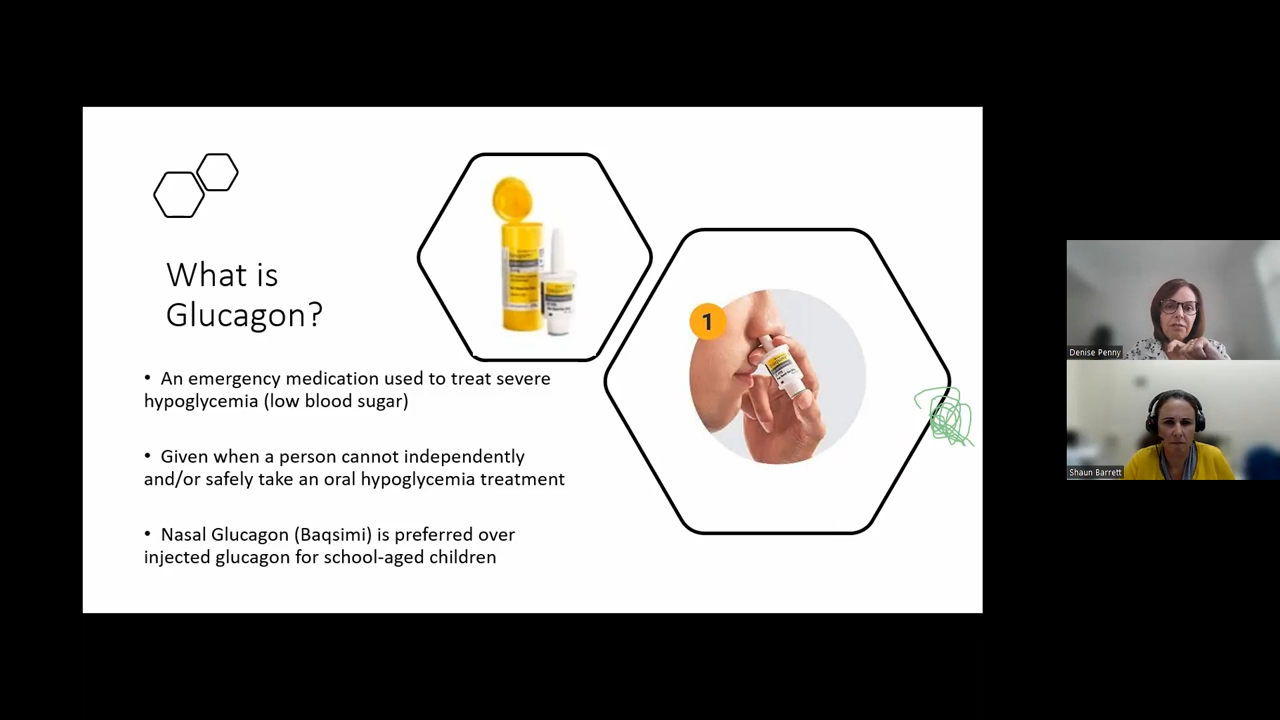 What is
Glucagon?
• An emergency medication used to treat severe
hypoglycemia (low blood sugar)
• Given when a person cannot independently
and/or safely take an oral hypoglycemia treatment
• Nasal Glucagon (Baqsimi) is preferred over
injected glucagon for school-aged children
1
Denise Penny
Shaun Barrett